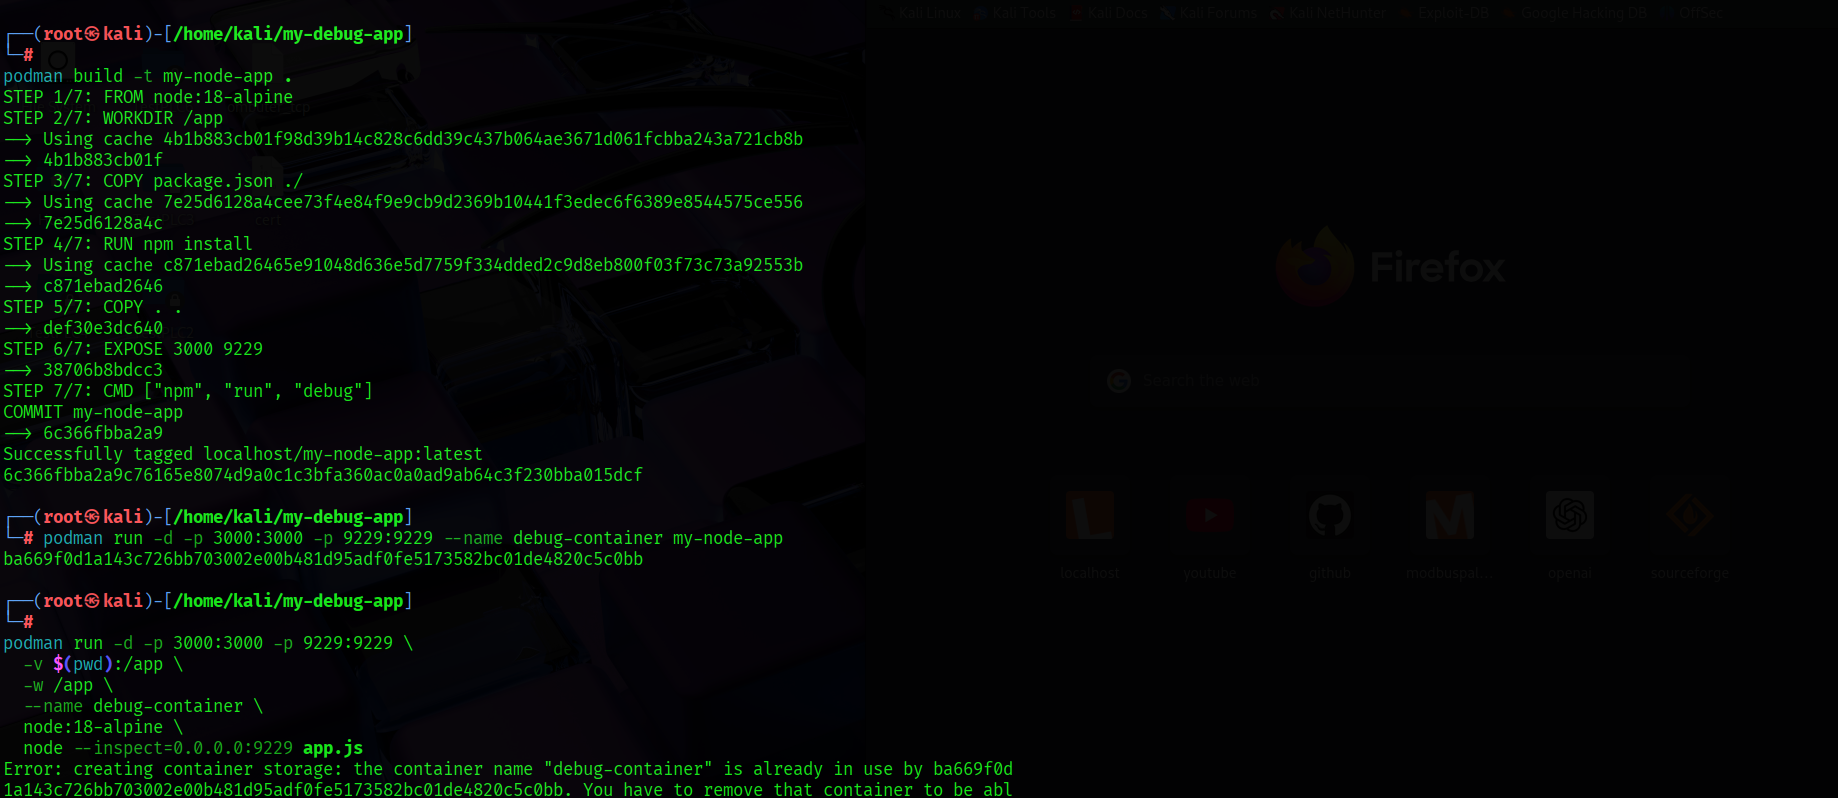 Kali Linux Kali Tools Kali Docs Kali Forums Kali NetHunter Exploit-DB Google Hacking DB OffSec
┌──(root㉿kali)-[/home/kali/my-debug-app]
└─#
podman build -t my-node-app .
STEP 1/7: FROM node:18-alpine
STEP 2/7: WORKDIR /app
--> Using cache 4b1b883cb01f98d39b14c828c6dd39c437b064ae3671d061fcbba243a721cb8b
--> 4b1b883cb01f
STEP 3/7: COPY package.json ./
--> Using cache 7e25d6128a4cee73f4e84f9e9cb9d2369b10441f3edec6f6389e8544575ce556
--> 7e25d6128a4c
STEP 4/7: RUN npm install
--> Using cache c871ebad26465e91048d636e5d7759f334dded2c9d8eb800f03f73c73a92553b
--> c871ebad2646
STEP 5/7: COPY . .
--> def30e3dc640
STEP 6/7: EXPOSE 3000 9229
--> 38706b8bdcc3
STEP 7/7: CMD ["npm", "run", "debug"]
COMMIT my-node-app
--> 6c366fbba2a9
Successfully tagged localhost/my-node-app:latest
6c366fbba2a9c76165e8074d9a0c1c3bfa360ac0a0ad9ab64c3f230bba015dcf
┌──(root㉿kali)-[/home/kali/my-debug-app]
└─# podman run -d -p 3000:3000 -p 9229:9229 --name debug-container my-node-app
ba669f0d1a143c726bb703002e00b481d95adf0fe5173582bc01de4820c5c0bb
┌──(root㉿kali)-[/home/kali/my-debug-app]
└─#
podman run -d -p 3000:3000 -p 9229:9229 \
-v $(pwd):/app \
-w /app \
--name debug-container \
node:18-alpine \
node --inspect=0.0.0.0:9229 app.js
Error: creating container storage: the container name "debug-container" is already in use by ba669f0d
1a143c726bb703002e00b481d95adf0fe5173582bc01de4820c5c0bb. You have to remove that container to be abl
Firefox
Search the web
localhost youtube github modbuspal... openai sourceforge